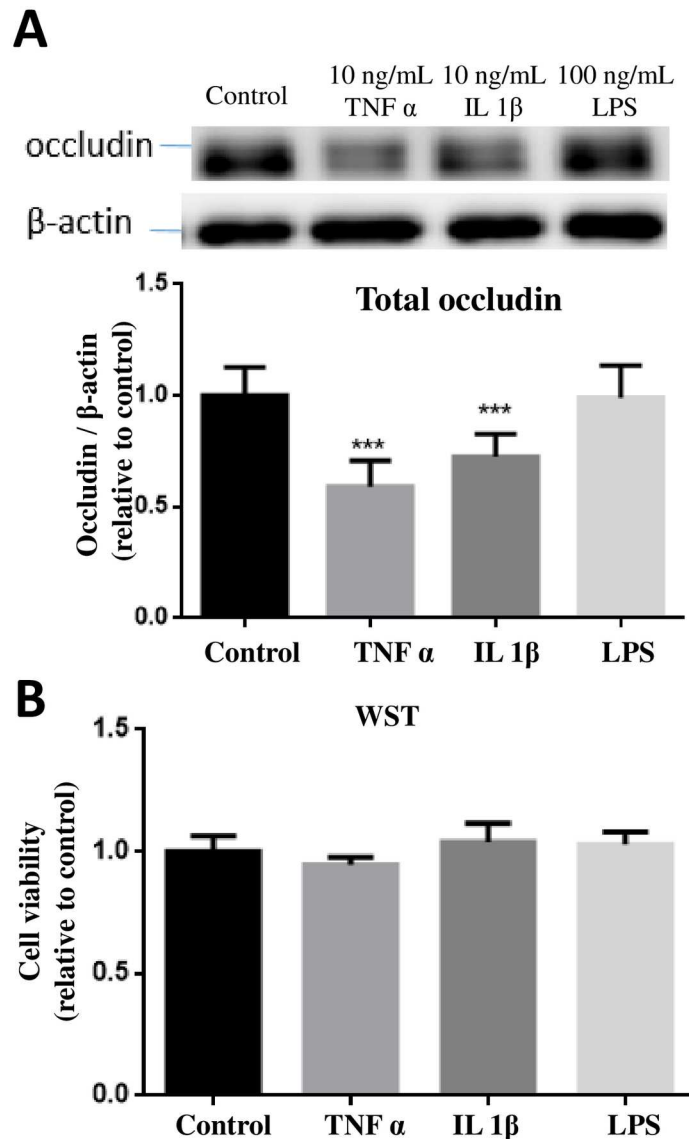 A
Control
10 ng/mL
TNF α
10 ng/mL
IL 1β
100 ng/mL
LPS
occludin
β-actin
Total occludin
Occludin / β-actin
(relative to control)
1.5
1.0
0.5
0.0
***
***
Control TNF α IL 1β LPS
B
WST
Cell viability
(relative to control)
1.5
1.0
0.5
0.0
Control TNF α IL 1β LPS